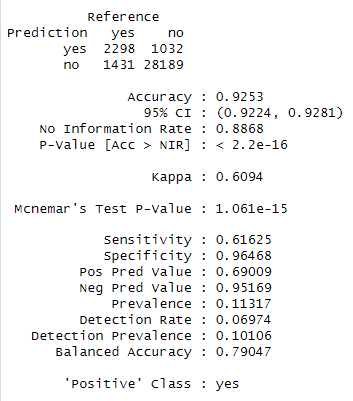 Reference
Prediction yes no
yes 2298 1032
no 1431 28189
Accuracy : 0.9253
95% CI : (0.9224, 0.9281)
No Information Rate : 0.8868
P-Value [Acc > NIR] : < 2.2e-16
Kappa : 0.6094
Mcnemar's Test P-Value : 1.061e-15
Sensitivity : 0.61625
Specificity : 0.96468
Pos Pred Value : 0.69009
Neg Pred Value : 0.95169
Prevalence : 0.11317
Detection Rate : 0.06974
Detection Prevalence : 0.10106
Balanced Accuracy : 0.79047
'Positive' Class : yes